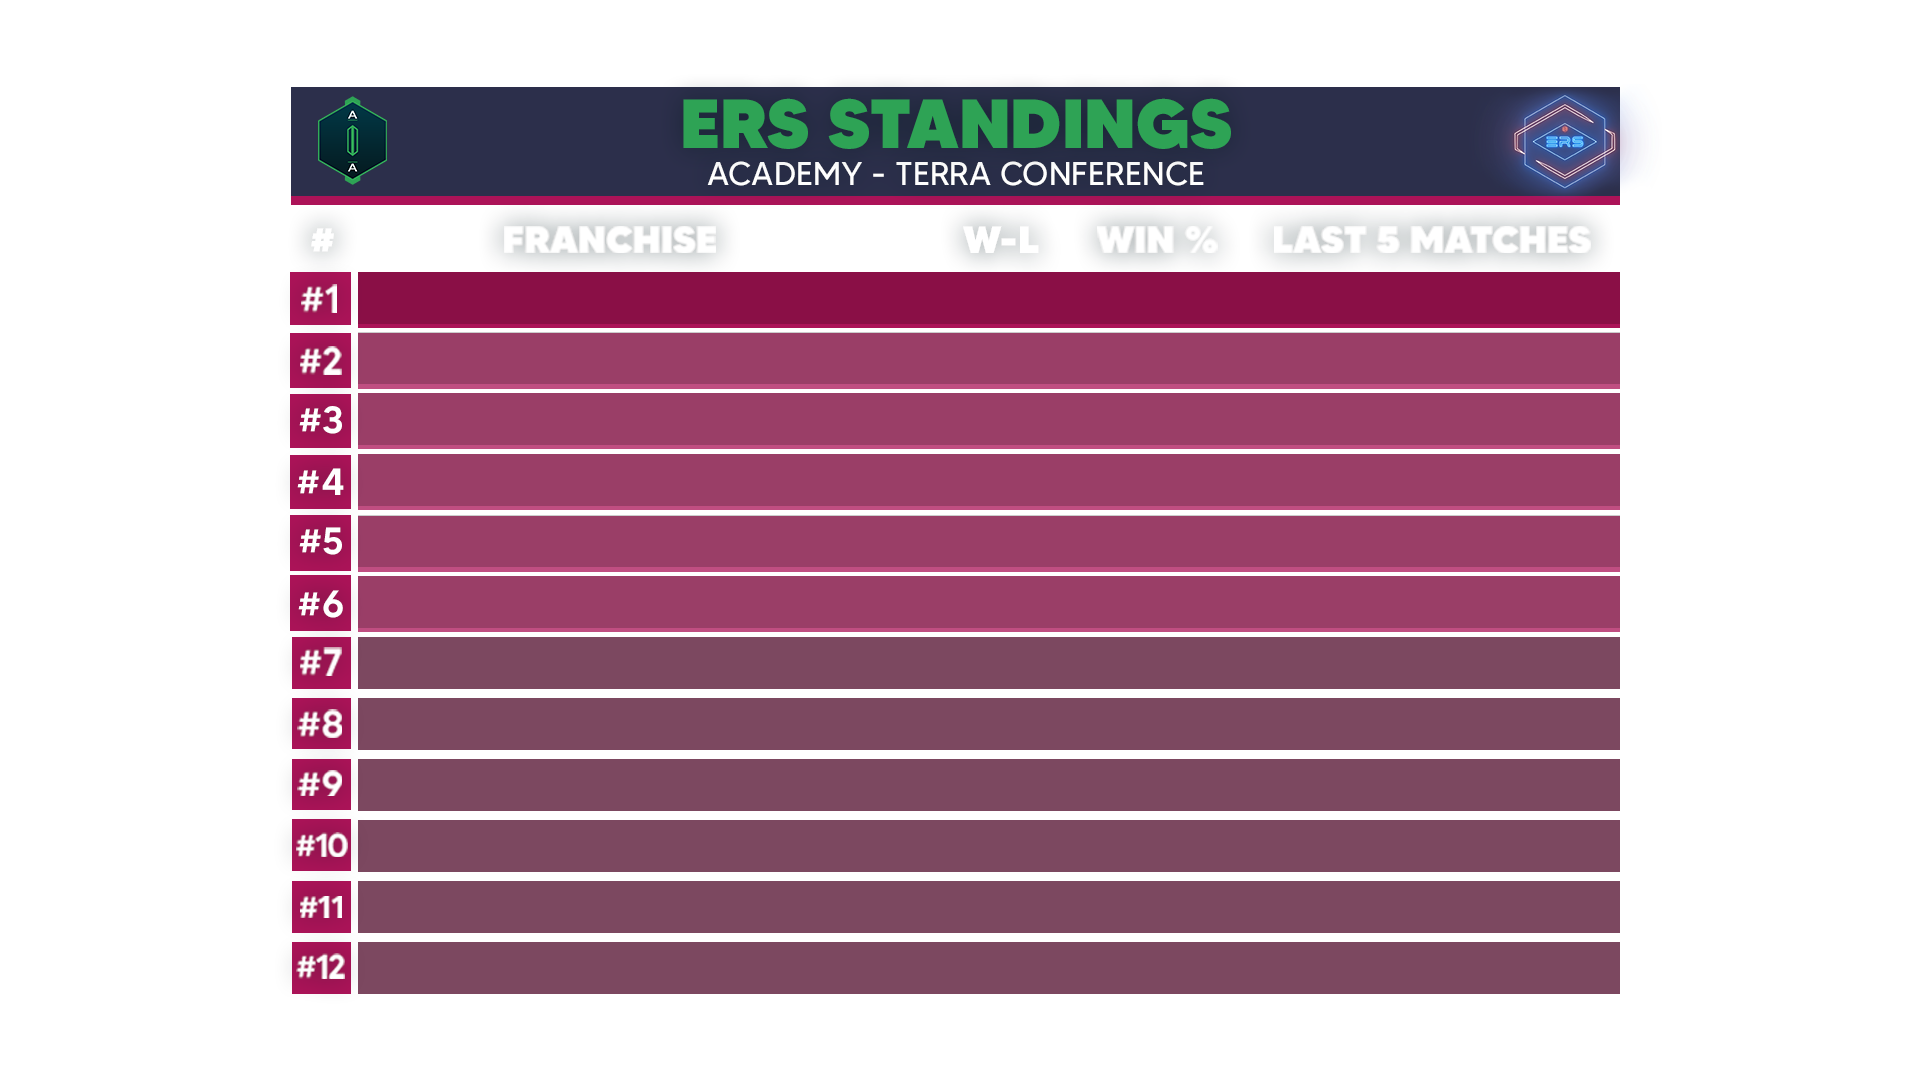 A
A
ERS STANDINGS
ACADEMY - TERRA CONFERENCE
ERS
# FRANCHISE W-L WIN % LAST 5 MATCHES
#1
#2
#3
#4
#5
#6
#7
#8
#9
#10
#11
#12